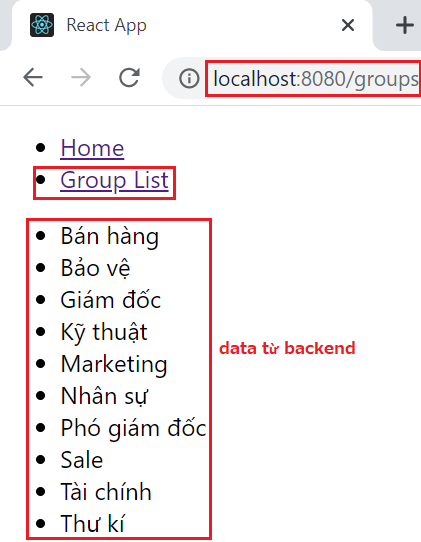 React App
localhost:8080/groups
Home
Group List
Bán hàng
Bảo vệ
Giám đốc
Kỹ thuật
Marketing
data từ backend
Nhân sự
Phó giám đốc
Sale
Tài chính
Thư kí